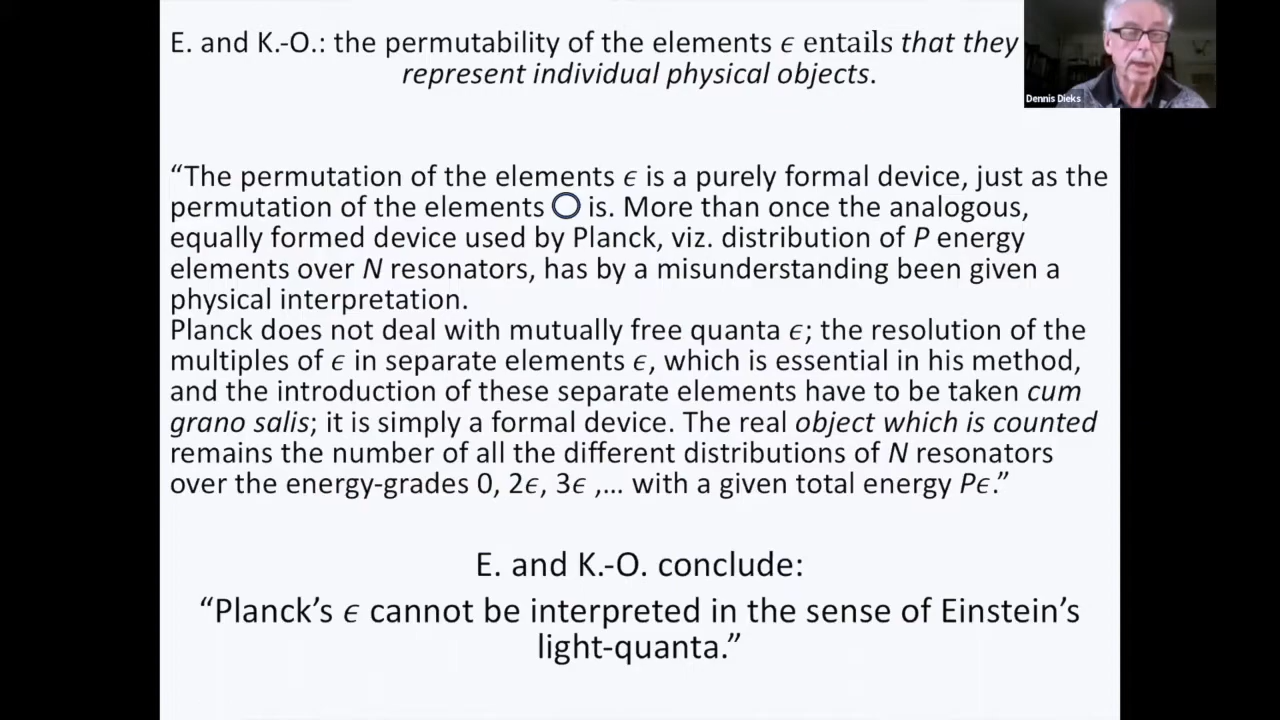 E. and K.-O.: the permutability of the elements ϵ entails that they
represent individual physical objects.
Dennis Dieks
“The permutation of the elements ϵ is a purely formal device, just as the
permutation of the elements ○ is. More than once the analogous,
equally formed device used by Planck, viz. distribution of P energy
elements over N resonators, has by a misunderstanding been given a
physical interpretation.
Planck does not deal with mutually free quanta ϵ; the resolution of the
multiples of ϵ in separate elements ϵ, which is essential in his method,
and the introduction of these separate elements have to be taken cum
grano salis; it is simply a formal device. The real object which is counted
remains the number of all the different distributions of N resonators
over the energy-grades 0, 2ϵ, 3ϵ ,... with a given total energy Pϵ.”
E. and K.-O. conclude:
“Planck’s ϵ cannot be interpreted in the sense of Einstein’s
light-quanta.”